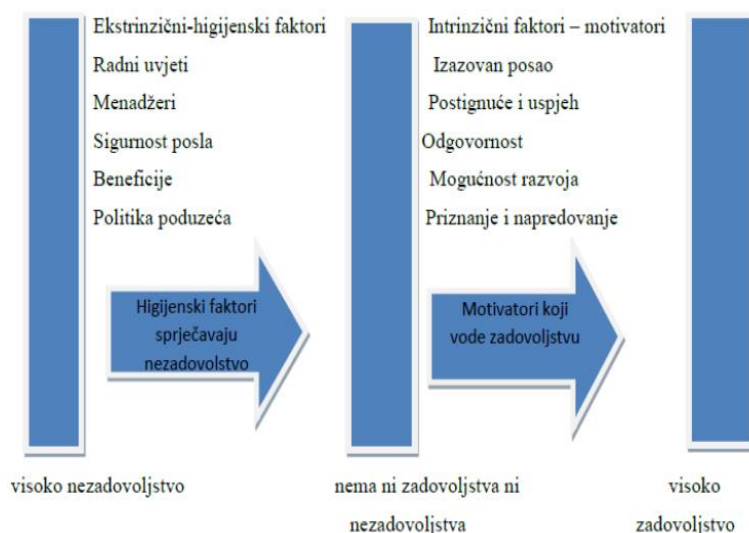 Ekstrinzični-higijenski faktori
Radni uvjeti
Menadžeri
Sigurnost posla
Beneficije
Politika poduzeća
Higijenski faktori
sprječavaju
nezadovolstvo
Intrinzični faktori – motivatori
Izazovan posao
Postignuće i uspjeh
Odgovornost
Mogućnost razvoja
Priznanje i napredovanje
Motivatori koji
vode zadovoljstvu
visoko nezadovoljstvo
nema ni zadovoljstva ni
nezadovoljstva
visoko
zadovoljstvo